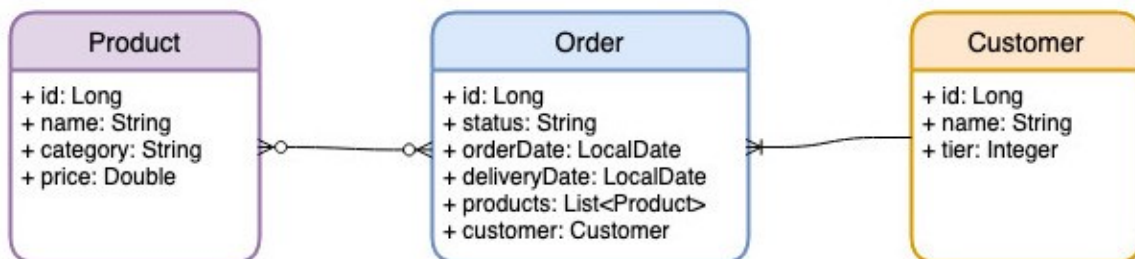 Product
+ id: Long
+ name: String
+ category: String
+ price: Double
Order
+ id: Long
+ status: String
+ orderDate: LocalDate
+ deliveryDate: LocalDate
+ products: List<Product>
+ customer: Customer
Customer
+ id: Long
+ name: String
+ tier: Integer